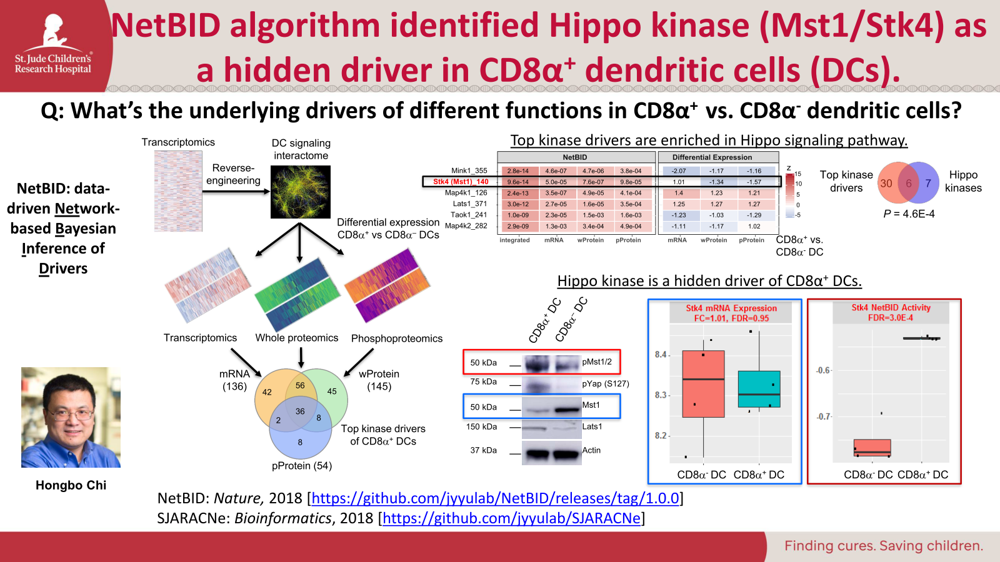 NetBID algorithm identified Hippo kinase (Mst1/Stk4) as
a hidden driver in CD8α⁺ dendritic cells (DCs).
St. Jude Children's®
Research Hospital
Q: What's the underlying drivers of different functions in CD8α⁺ vs. CD8α⁻ dendritic cells?
NetBID: data-
driven Network-
based Bayesian
Inference of
Drivers
Hongbo Chi
Transcriptomics
Reverse-
engineering
DC signaling
interactome
Differential expression
CD8α⁺ vs CD8α⁻ DCs
Transcriptomics
Whole proteomics
Phosphoproteomics
mRNA
(136)
wProtein
(145)
42
56
45
36
2
8
8
Top kinase drivers
of CD8α⁺ DCs
pProtein (54)
Top kinase drivers are enriched in Hippo signaling pathway.
NetBID Differential Expression
Mink1_355 2.8e-14 4.6e-07 4.7e-06 3.8e-04 -2.07 -1.17 -1.16
Stk4 (Mst1)_140 9.6e-14 5.0e-05 7.6e-07 9.8e-05 1.01 -1.34 -1.57
Map4k1_126 2.4e-13 3.5e-07 4.9e-05 4.1e-04 1.4 1.23 1.21
Lats1_371 3.0e-12 2.7e-05 1.6e-05 3.5e-04 1.25 1.27 1.27
Taok1_241 1.0e-09 2.3e-05 1.5e-03 1.6e-03 -1.23 -1.03 -1.29
Map4k2_282 2.9e-09 1.3e-03 3.4e-04 4.9e-04 -1.11 -1.17 1.02
integrated mRNA wProtein pProtein mRNA wProtein pProtein
CD8α⁺ vs.
CD8α⁻ DC
z
15
10
5
0
-5
Top kinase
drivers
30 6 7
Hippo
kinases
P = 4.6E-4
Hippo kinase is a hidden driver of CD8α⁺ DCs.
CD8α⁺ DC
CD8α⁻ DC
50 kDa pMst1/2
75 kDa pYap (S127)
50 kDa Mst1
150 kDa Lats1
37 kDa Actin
Stk4 mRNA Expression
FC=1.01, FDR=0.95
8.4
8.3
8.2
CD8α⁻ DC CD8α⁺ DC
Stk4 NetBID Activity
FDR=3.0E-4
-0.6
-0.7
CD8α⁻ DC CD8α⁺ DC
NetBID: Nature, 2018 [https://github.com/jyyulab/NetBID/releases/tag/1.0.0]
SJARACNe: Bioinformatics, 2018 [https://github.com/jyyulab/SJARACNe]
Finding cures. Saving children.